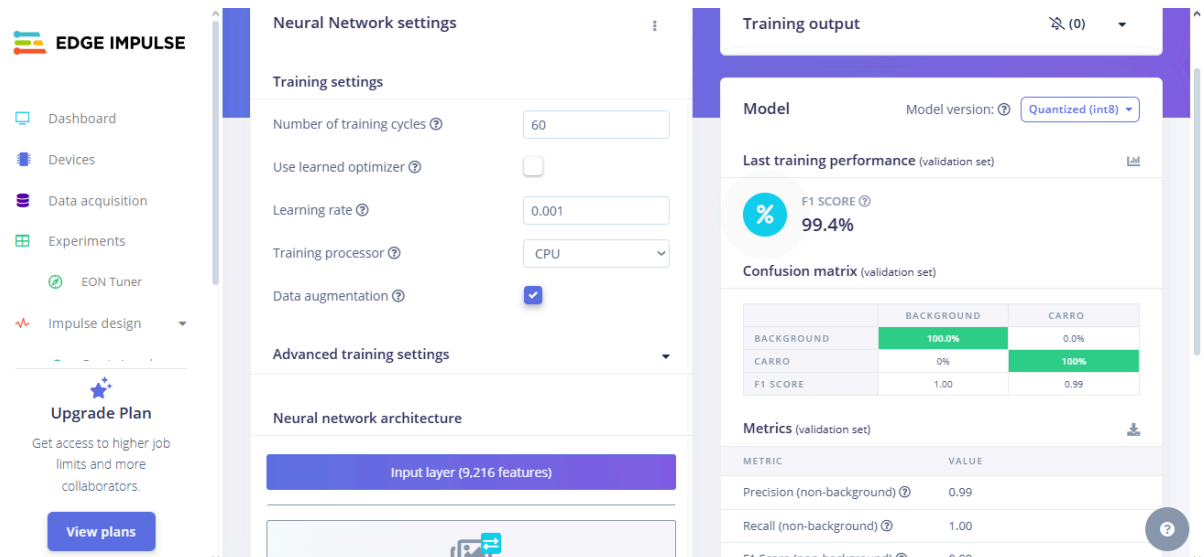 EDGE IMPULSE
Dashboard
Devices
Data acquisition
Experiments
EON Tuner
Impulse design
Upgrade Plan
Get access to higher job
limits and more
collaborators.
View plans
Neural Network settings
Training settings
Number of training cycles ?
60
Use learned optimizer ?
Learning rate ?
0.001
Training processor ?
CPU
Data augmentation ?
Advanced training settings
Neural network architecture
Input layer (9,216 features)
Training output
(0)
Model
Model version: ? Quantized (int8)
Last training performance (validation set)
%
F1 SCORE ?
99.4%
Confusion matrix (validation set)
BACKGROUND CARRO
BACKGROUND 100.0% 0.0%
CARRO 0% 100%
F1 SCORE 1.00 0.99
Metrics (validation set)
METRIC VALUE
Precision (non-background) ? 0.99
Recall (non-background) ? 1.00
?